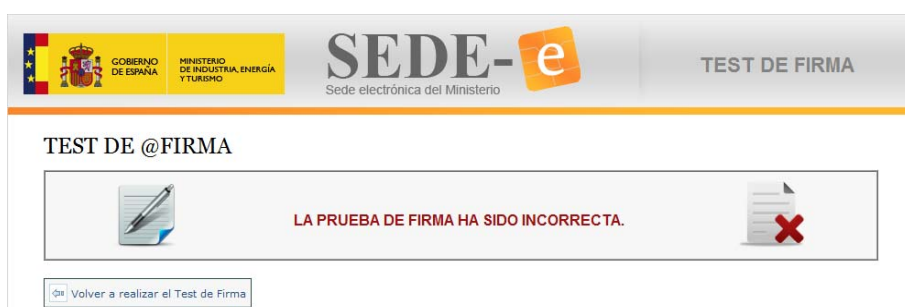 GOBIERNO
DE ESPAÑA
MINISTERIO
DE INDUSTRIA, ENERGÍA
Y TURISMO
SEDE-e
Sede electrónica del Ministerio
TEST DE FIRMA
TEST DE @FIRMA
LA PRUEBA DE FIRMA HA SIDO INCORRECTA.
Volver a realizar el Test de Firma